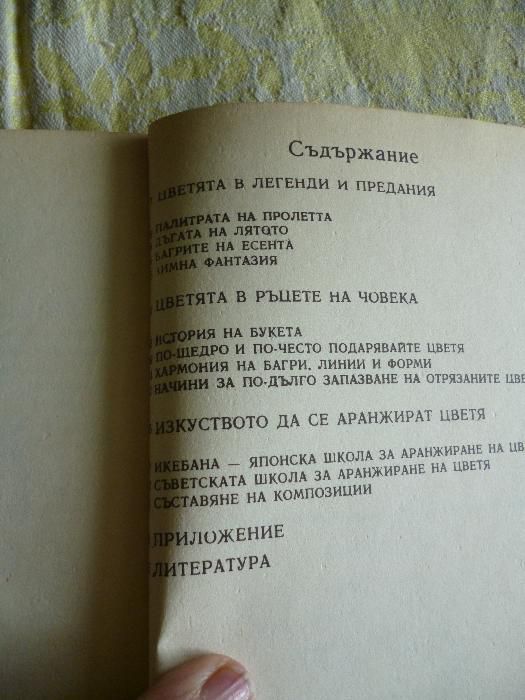 Съдържание
ЦВЕТЯТА В ЛЕГЕНДИ И ПРЕДАНИЯ
ПАЛИТРАТА НА ПРОЛЕТТА
ДЪГАТА НА ЛЯТОТО
БАГРИТЕ НА ЕСЕНТА
ЗИМНА ФАНТАЗИЯ
ЦВЕТЯТА В РЪЦЕТЕ НА ЧОВЕКА
ИСТОРИЯ НА БУКЕТА
ПО-ЩЕДРО И ПО-ЧЕСТО ПОДАРЯВАЙТЕ ЦВЕТЯ
ХАРМОНИЯ НА БАГРИ, ЛИНИИ И ФОРМИ
НАЧИНИ ЗА ПО-ДЪЛГО ЗАПАЗВАНЕ НА ОТРЯЗАНИТЕ ЦВЕ
ИЗКУСТВОТО ДА СЕ АРАНЖИРАТ ЦВЕТЯ
ИКЕБАНА — ЯПОНСКА ШКОЛА ЗА АРАНЖИРАНЕ НА ЦВ
СЪВЕТСКАТА ШКОЛА ЗА АРАНЖИРАНЕ НА ЦВЕТЯ
СЪСТАВЯНЕ НА КОМПОЗИЦИИ
ПРИЛОЖЕНИЕ
ЛИТЕРАТУРА